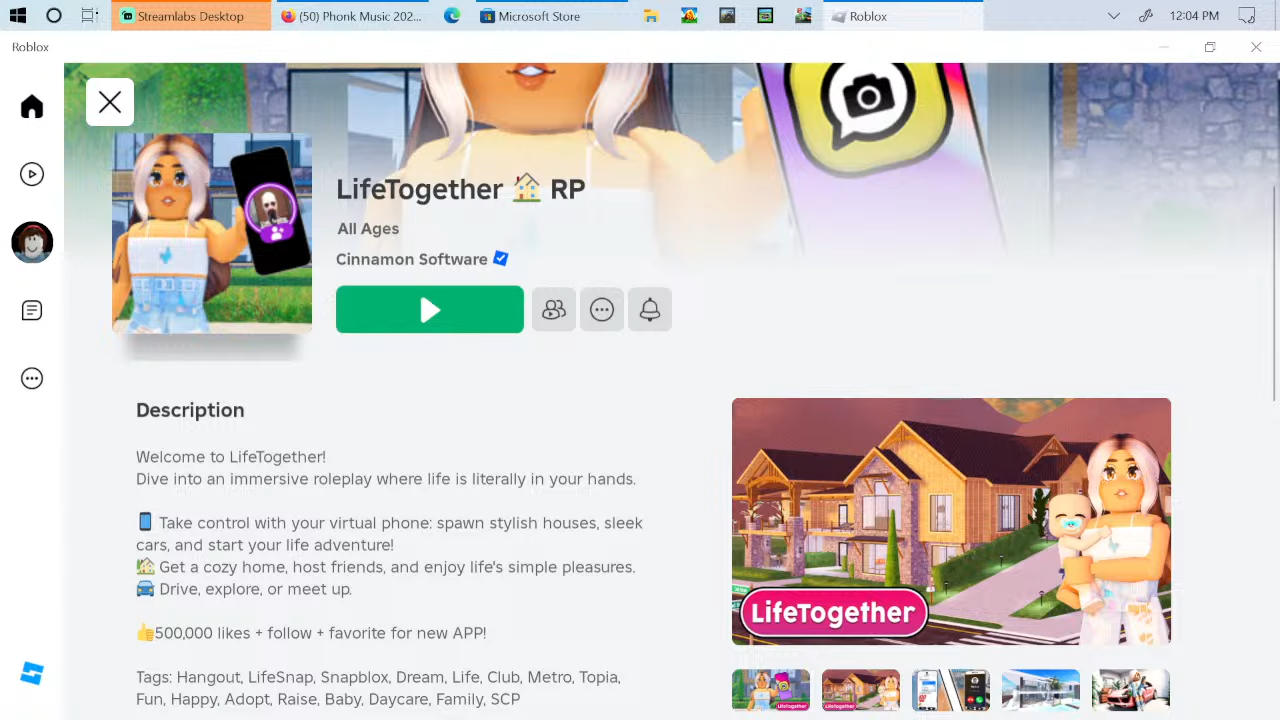 Streamlabs Desktop
(50) Phonk Music 202...
Microsoft Store
Roblox
12:04 PM
Roblox
LifeTogether 🏠 RP
All Ages
Cinnamon Software
Description
Welcome to LifeTogether!
Dive into an immersive roleplay where life is literally in your hands.
📱 Take control with your virtual phone: spawn stylish houses, sleek
cars, and start your life adventure!
🏡 Get a cozy home, host friends, and enjoy life's simple pleasures.
🚘 Drive, explore, or meet up.
👍500,000 likes + follow + favorite for new APP!
Tags: Hangout, LifeSnap, Snapblox, Dream, Life, Club, Metro, Topia,
Fun, Happy, Adopt, Raise, Baby, Daycare, Family, SCP
LifeTogether
LifeTogether
LifeTogether